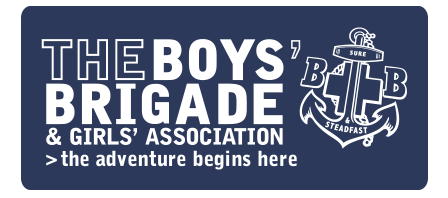 THE BOYS'
BRIGADE
& GIRLS' ASSOCIATION
> the adventure begins here
SURE
B B
&
STEADFAST